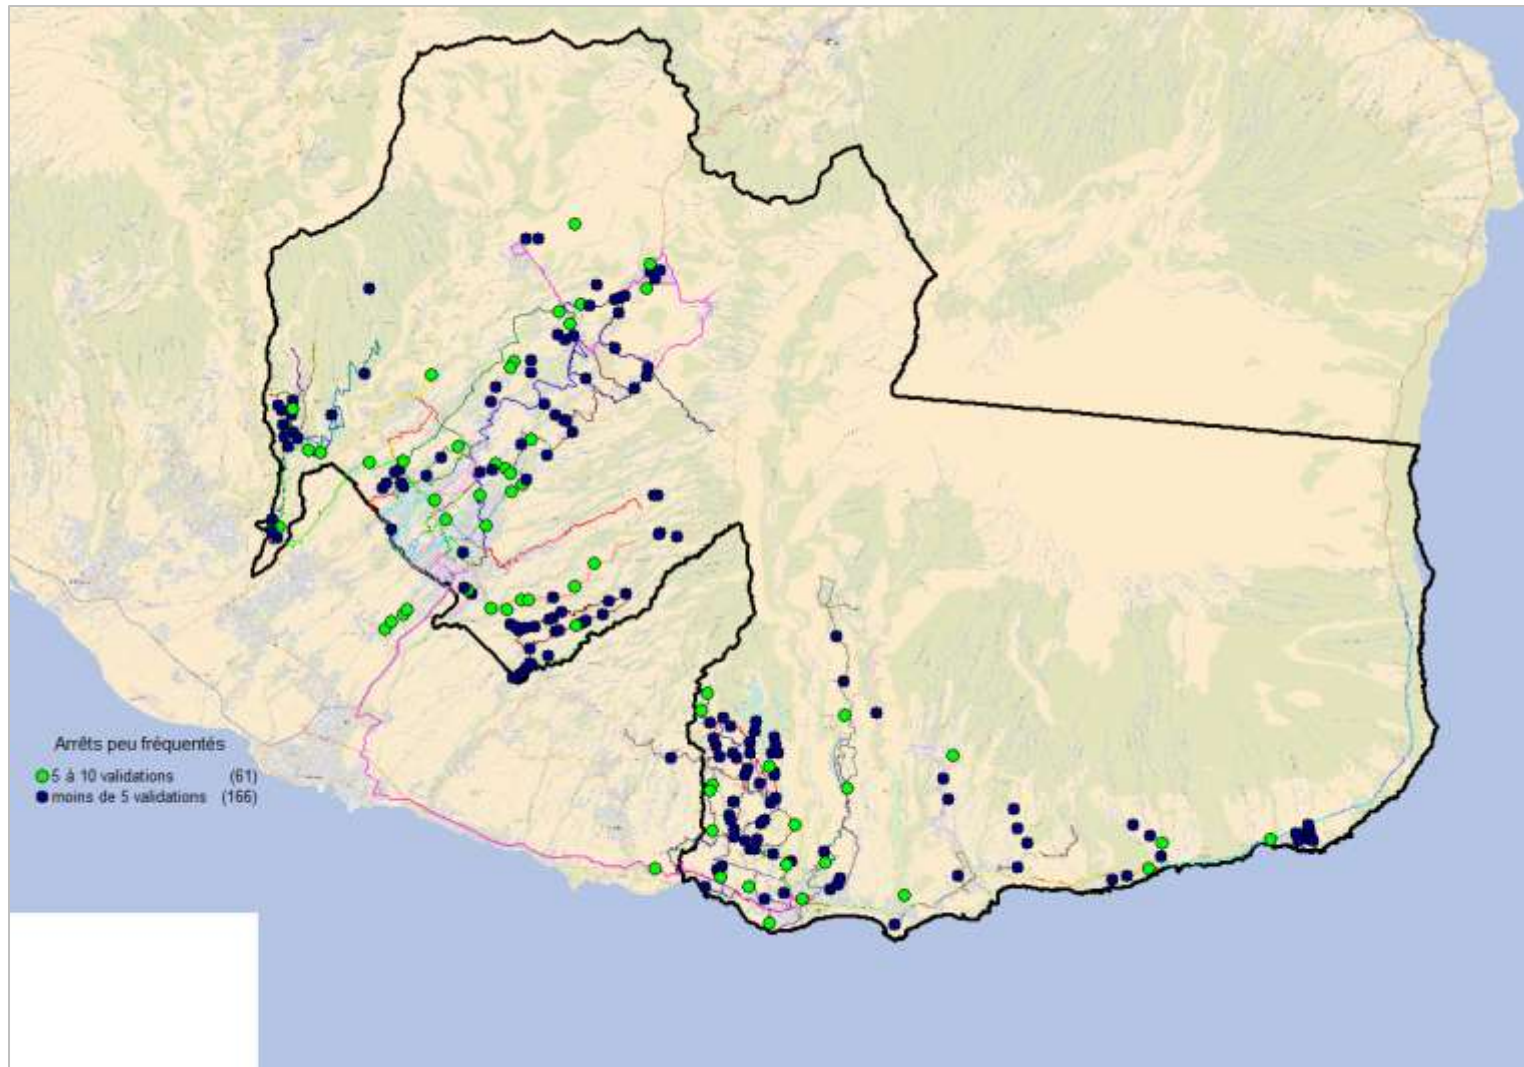 Arrêts peu fréquentés
5 à 10 validations (61)
moins de 5 validations (166)